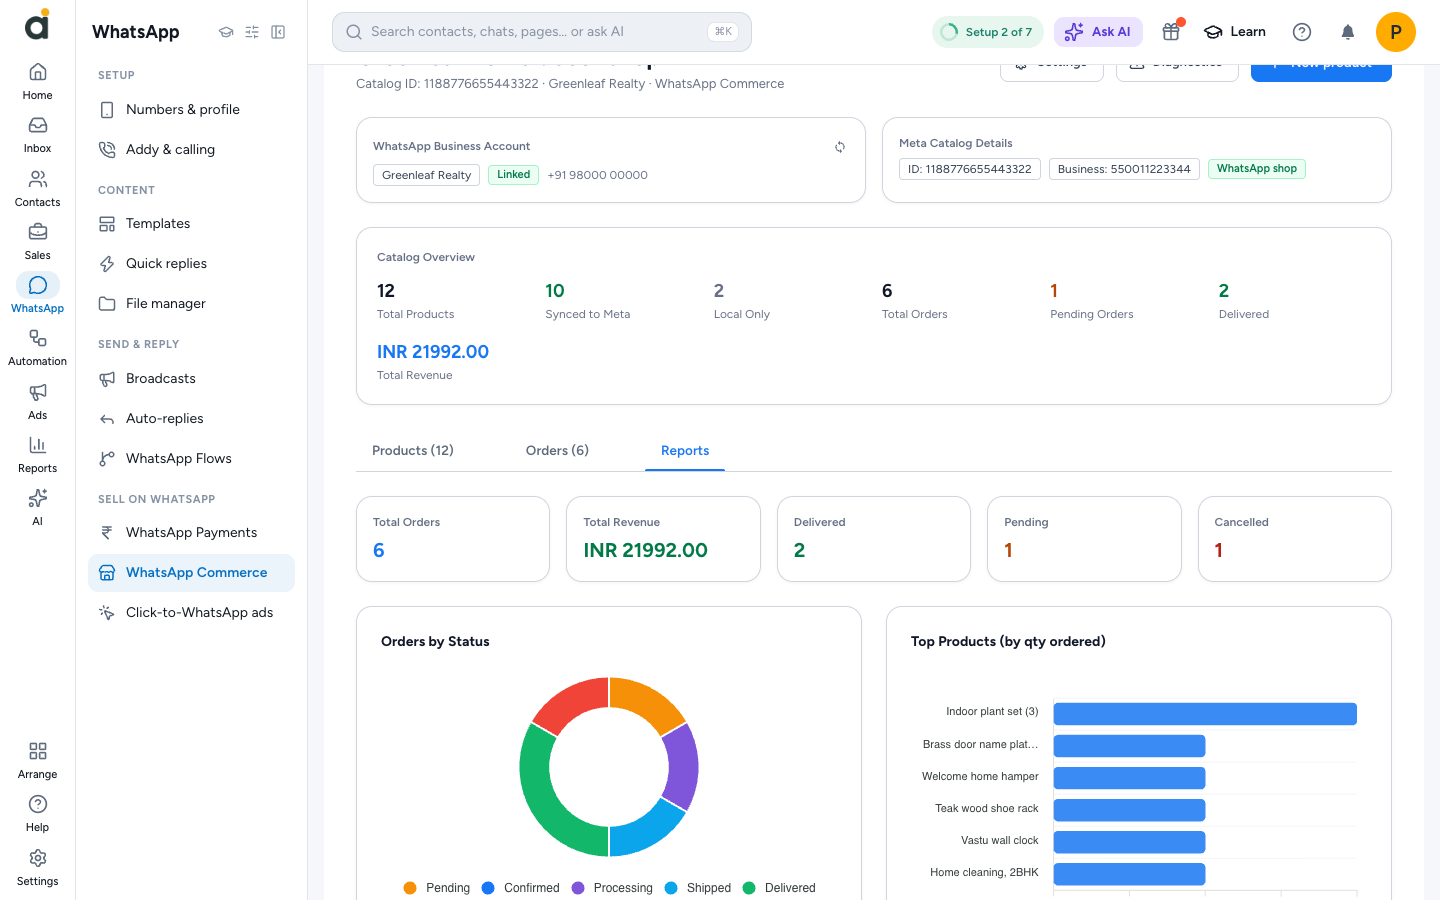 WhatsApp
Search contacts, chats, pages... or ask AI
⌘K
Setup 2 of 7
Ask AI
Learn
P
Home
Inbox
Contacts
Sales
WhatsApp
Automation
Ads
Reports
AI
Arrange
Help
Settings
SETUP
Numbers & profile
Addy & calling
CONTENT
Templates
Quick replies
File manager
SEND & REPLY
Broadcasts
Auto-replies
WhatsApp Flows
SELL ON WHATSAPP
WhatsApp Payments
WhatsApp Commerce
Click-to-WhatsApp ads
Catalog ID: 1188776655443322 · Greenleaf Realty · WhatsApp Commerce
Settings
Diagnostics
New product
WhatsApp Business Account
Greenleaf Realty
Linked
+91 98000 00000
Meta Catalog Details
ID: 1188776655443322
Business: 550011223344
WhatsApp shop
Catalog Overview
12
Total Products
10
Synced to Meta
2
Local Only
6
Total Orders
1
Pending Orders
2
Delivered
INR 21992.00
Total Revenue
Products (12)
Orders (6)
Reports
Total Orders
6
Total Revenue
INR 21992.00
Delivered
2
Pending
1
Cancelled
1
Orders by Status
Pending
Confirmed
Processing
Shipped
Delivered
Top Products (by qty ordered)
Indoor plant set (3)
Brass door name plat...
Welcome home hamper
Teak wood shoe rack
Vastu wall clock
Home cleaning, 2BHK